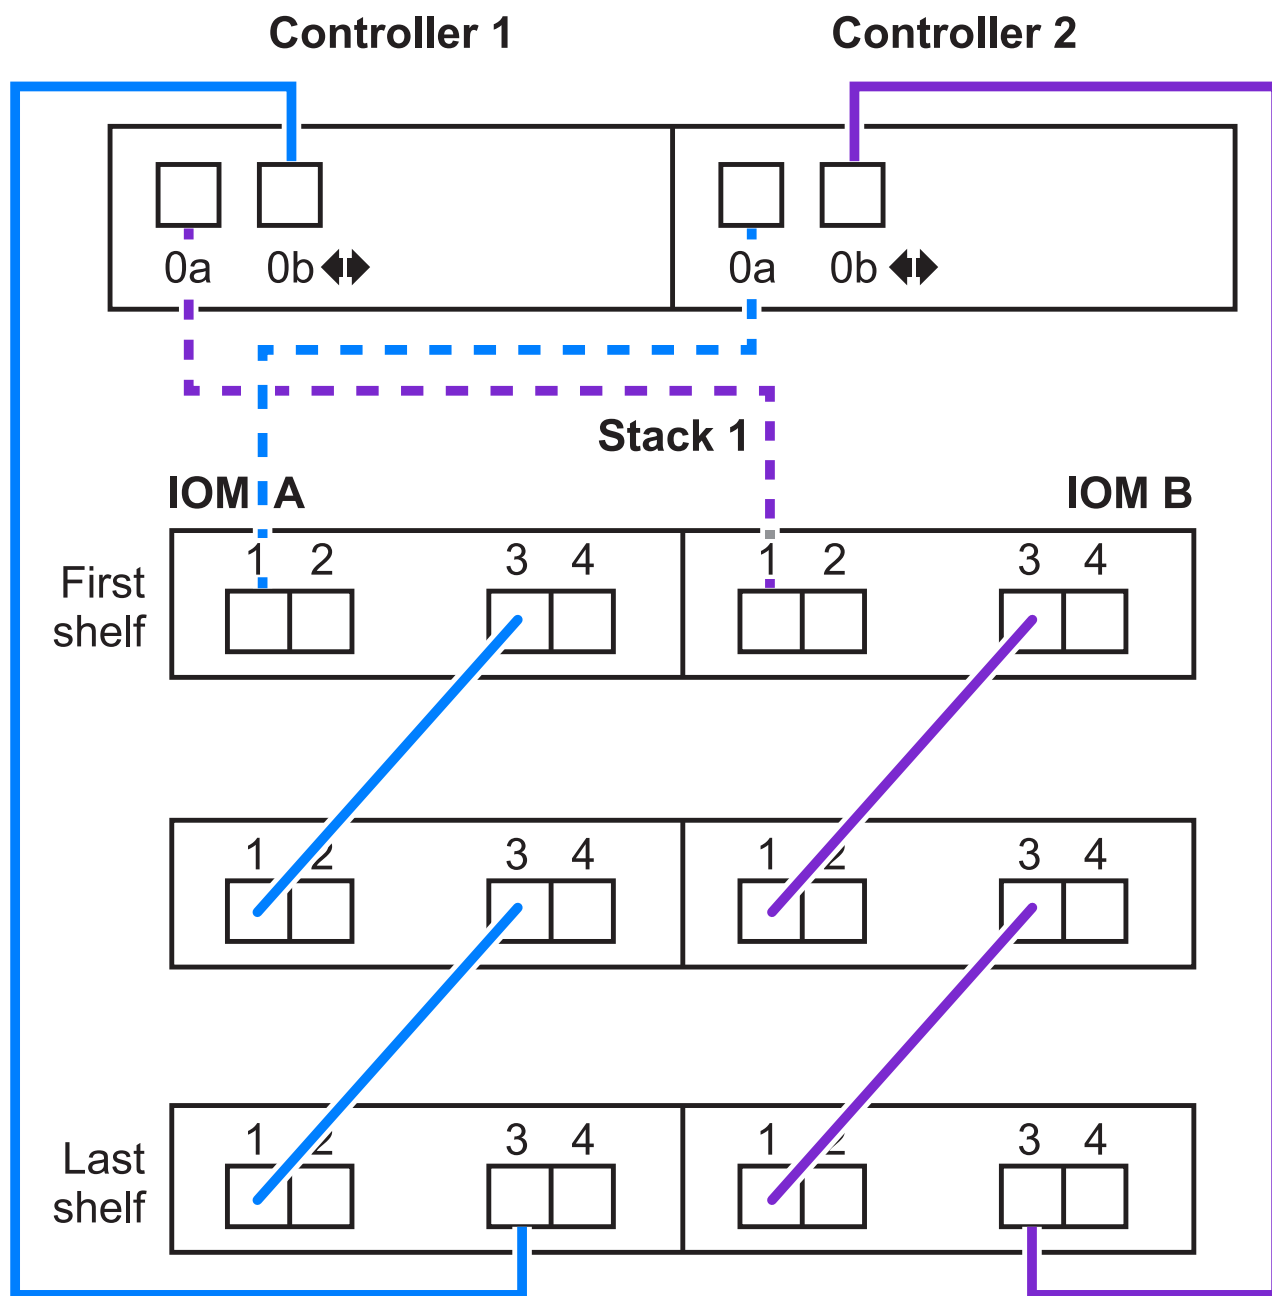 Controller 1 Controller 2
0a 0b 0a 0b
Stack 1
IOM A IOM B
First shelf
1 2 3 4 1 2 3 4
1 2 3 4 1 2 3 4
Last shelf
1 2 3 4 1 2 3 4